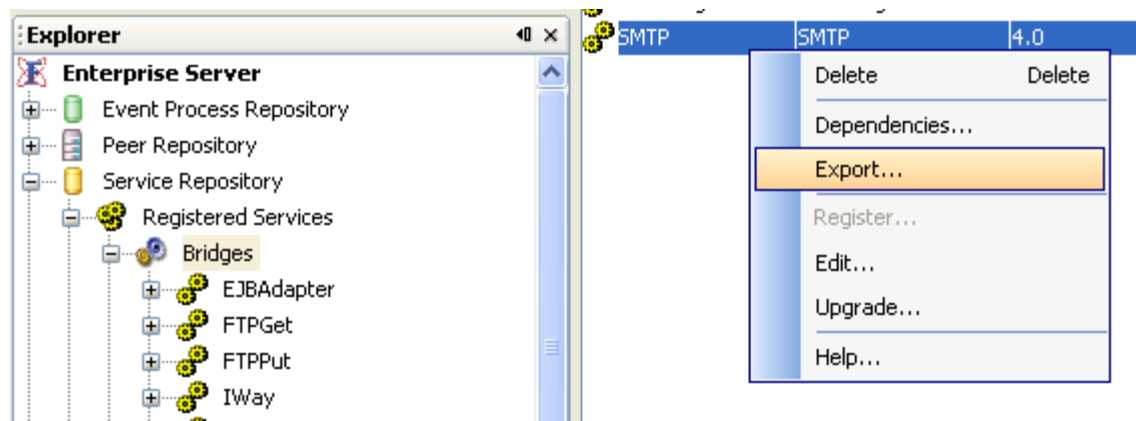 Explorer
Enterprise Server
Event Process Repository
Peer Repository
Service Repository
Registered Services
Bridges
EJBAdapter
FTPGet
FTPPut
IWay
SMTP SMTP 4.0
Delete Delete
Dependencies...
Export...
Register...
Edit...
Upgrade...
Help...